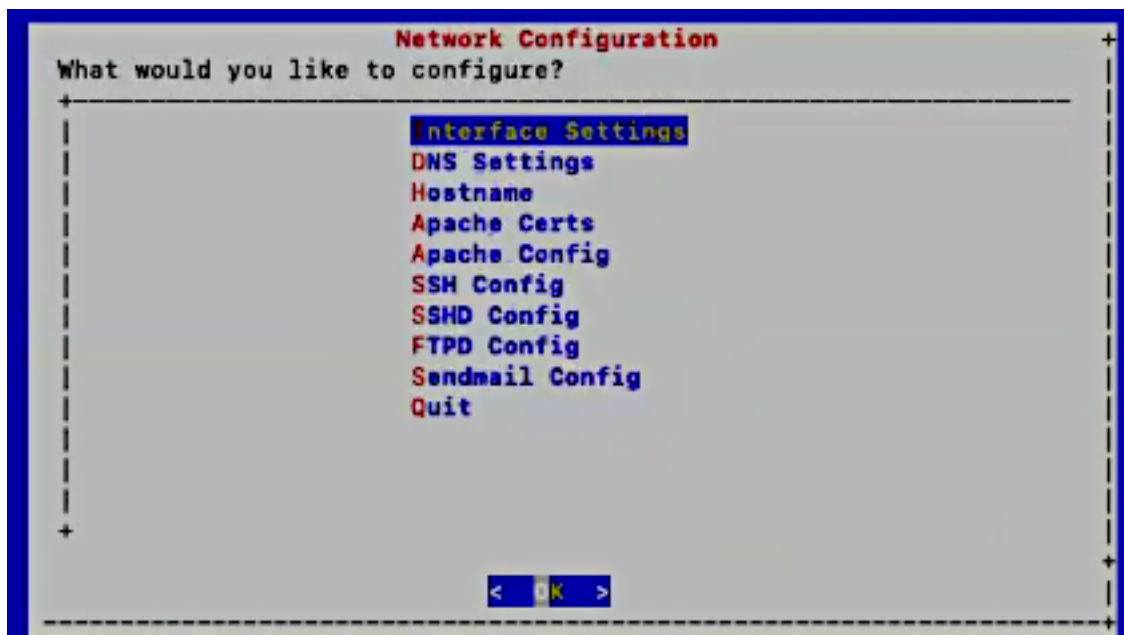 Network Configuration
What would you like to configure?
Interface Settings
DNS Settings
Hostname
Apache Certs
Apache Config
SSH Config
SSHD Config
FTPD Config
Sendmail Config
Quit
< OK >